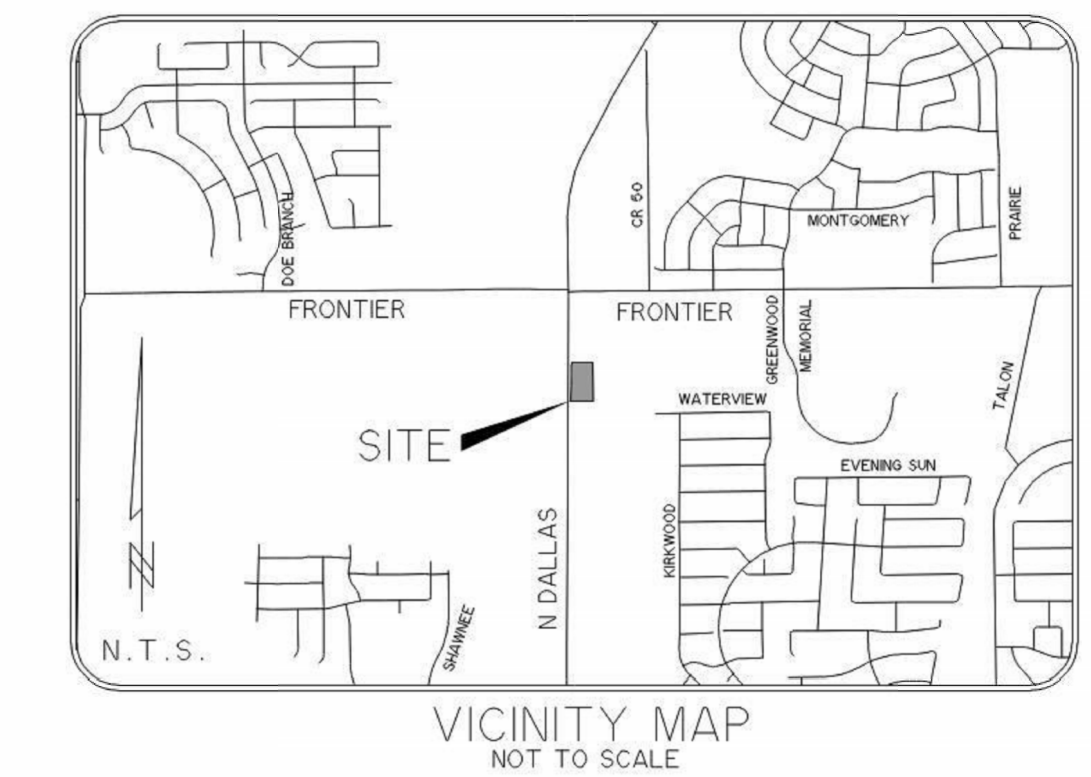 CR 60
PRAIRIE
MONTGOMERY
DOE BRANCH
FRONTIER
FRONTIER
GREENWOOD
MEMORIAL
TALON
WATERVIEW
SITE
EVENING SUN
KIRKWOOD
N DALLAS
N
SHAWNEE
N.T.S.
VICINITY MAP
NOT TO SCALE